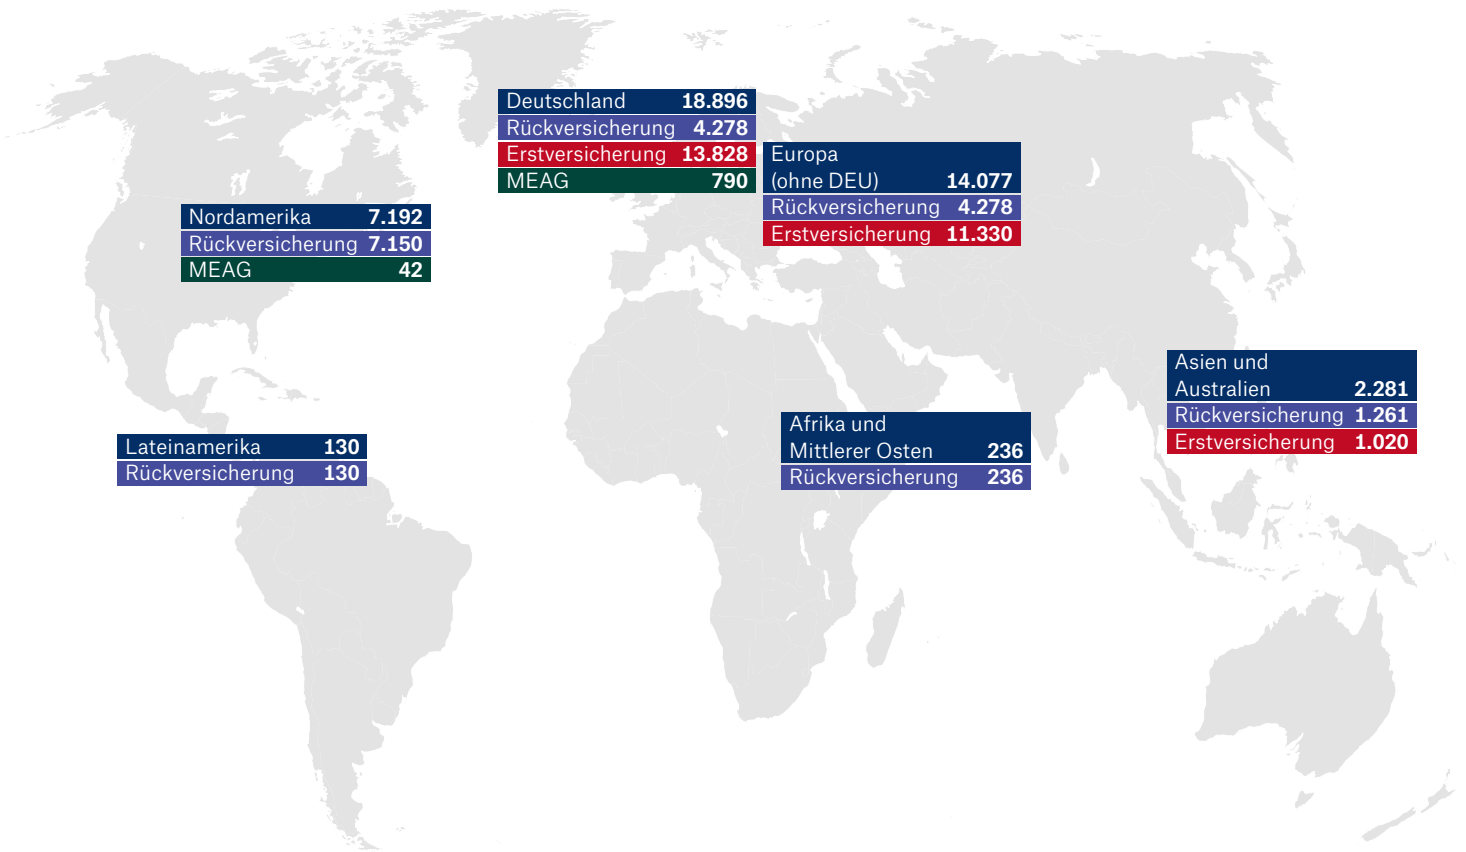 Deutschland 18.896
Rückversicherung 4.278
Erstversicherung 13.828
MEAG 790
Europa
(ohne DEU) 14.077
Rückversicherung 4.278
Erstversicherung 11.330
Nordamerika 7.192
Rückversicherung 7.150
MEAG 42
Asien und
Australien 2.281
Rückversicherung 1.261
Erstversicherung 1.020
Afrika und
Mittlerer Osten 236
Rückversicherung 236
Lateinamerika 130
Rückversicherung 130